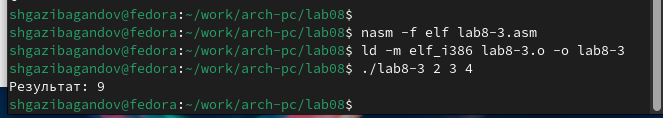 shgazibagandov@fedora:~/work/arch-pc/lab08$
shgazibagandov@fedora:~/work/arch-pc/lab08$ nasm -f elf lab8-3.asm
shgazibagandov@fedora:~/work/arch-pc/lab08$ ld -m elf_i386 lab8-3.o -o lab8-3
shgazibagandov@fedora:~/work/arch-pc/lab08$ ./lab8-3 2 3 4
Результат: 9
shgazibagandov@fedora:~/work/arch-pc/lab08$